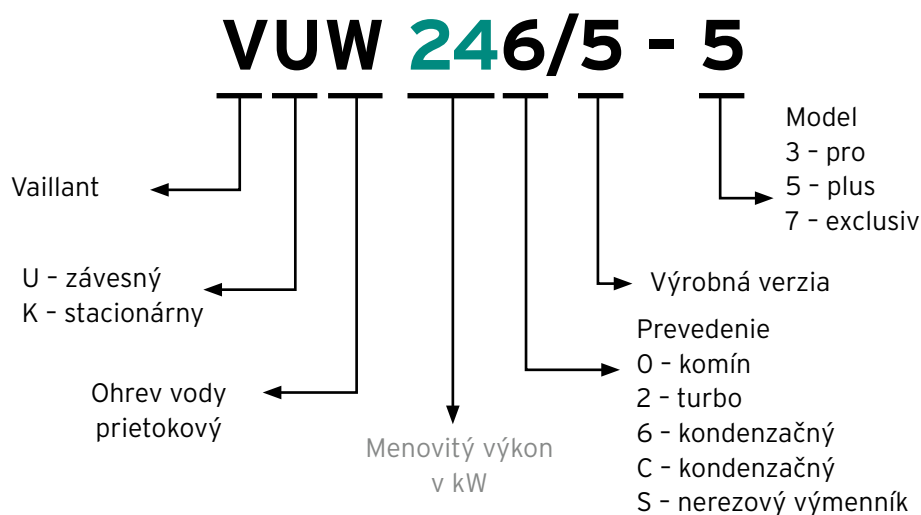 VUW 246/5 - 5
Model
3 – pro
5 – plus
7 – exclusiv
Vaillant
U – závesný
K – stacionárny
Výrobná verzia
Prevedenie
0 – komín
2 – turbo
6 – kondenzačný
C – kondenzačný
S – nerezový výmenník
Ohrev vody
prietokový
Menovitý výkon
v kW